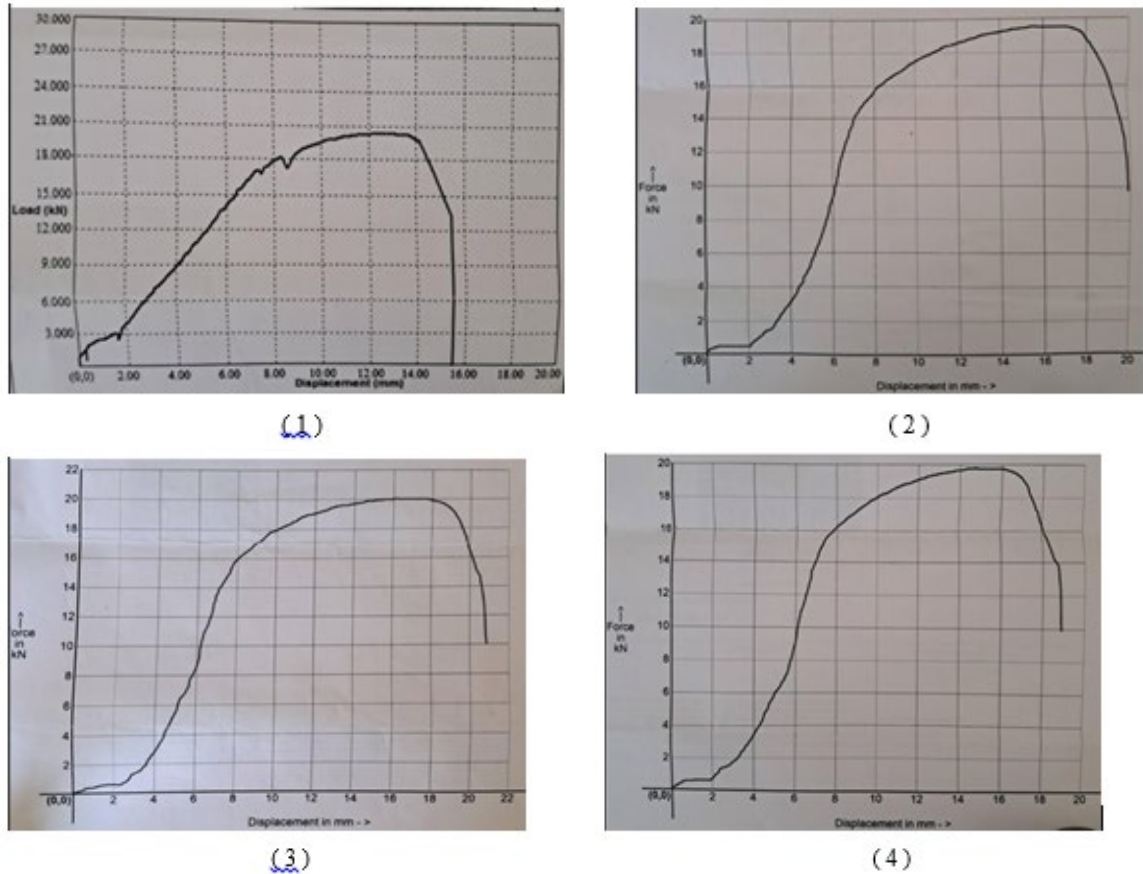 30.000
27.000
24.000
21.000
18.000
15.000
Load (kN)
12.000
9.000
6.000
3.000
(0,0) 2.00 4.00 6.00 8.00 10.00 12.00 14.00 16.00 18.00 20.00
Displacement (mm)
(1)
20
18
16
14
12
10
Force
in
kN
8
6
4
2
(0,0) 2 4 6 8 10 12 14 16 18 20
Displacement in mm - >
(2)
22
20
18
16
14
12
orce
in
kN
10
8
6
4
2
(0,0) 2 4 6 8 10 12 14 16 18 20 22
Displacement in mm - >
(3)
20
18
16
14
12
10
Force
in
kN
8
6
4
2
(0,0) 2 4 6 8 10 12 14 16 18 20
Displacement in mm - >
(4)